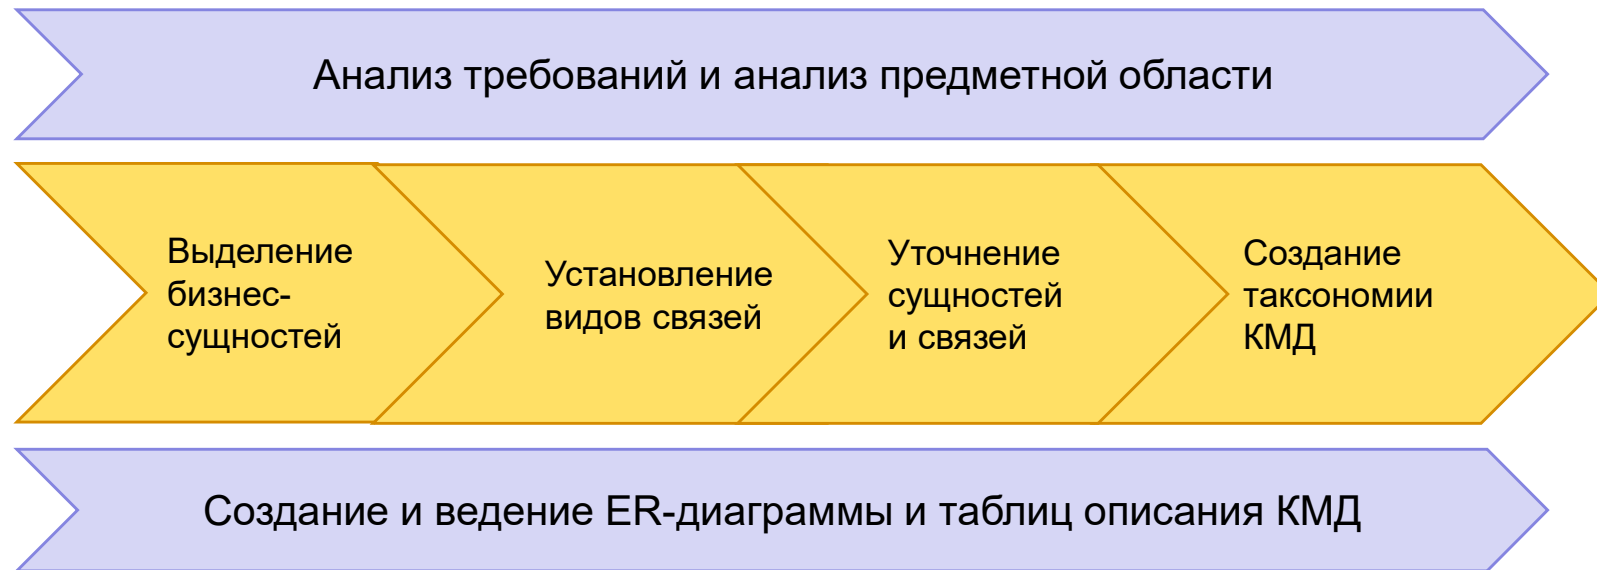 Анализ требований и анализ предметной области
Выделение
бизнес-
сущностей
Установление
видов связей
Уточнение
сущностей
и связей
Создание
таксономии
КМД
Создание и ведение ER-диаграммы и таблиц описания КМД